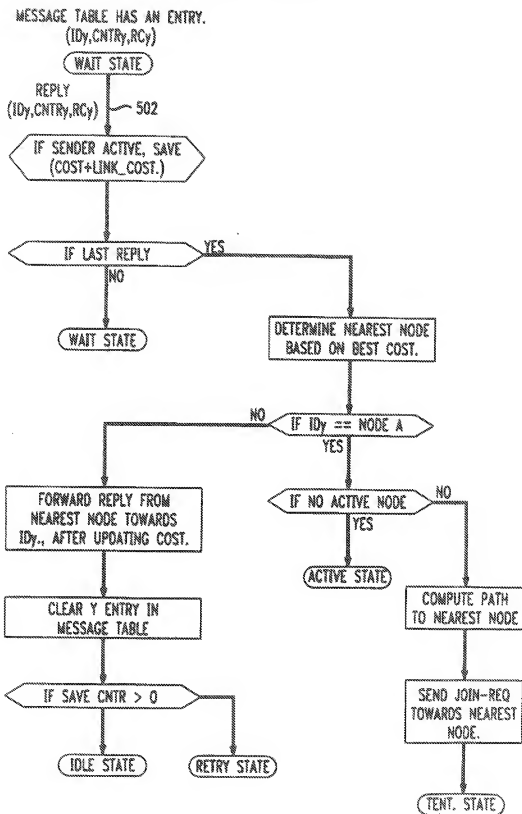 MESSAGE TABLE HAS AN ENTRY.
(IDy,CNTRy,RCy)
WAIT STATE
REPLY
(IDy,CNTRy,RCy)
502
IF SENDER ACTIVE, SAVE
(COST+LINK_COST.)
IF LAST REPLY
YES
NO
WAIT STATE
DETERMINE NEAREST NODE
BASED ON BEST COST.
IF IDy == NODE A
NO
YES
FORWARD REPLY FROM
NEAREST NODE TOWARDS
IDy., AFTER UPDATING COST.
IF NO ACTIVE NODE
NO
YES
ACTIVE STATE
CLEAR Y ENTRY IN
MESSAGE TABLE
COMPUTE PATH
TO NEAREST NODE
IF SAVE CNTR > 0
SEND JOIN-REQ
TOWARDS NEAREST
NODE.
IDLE STATE
RETRY STATE
TENT. STATE